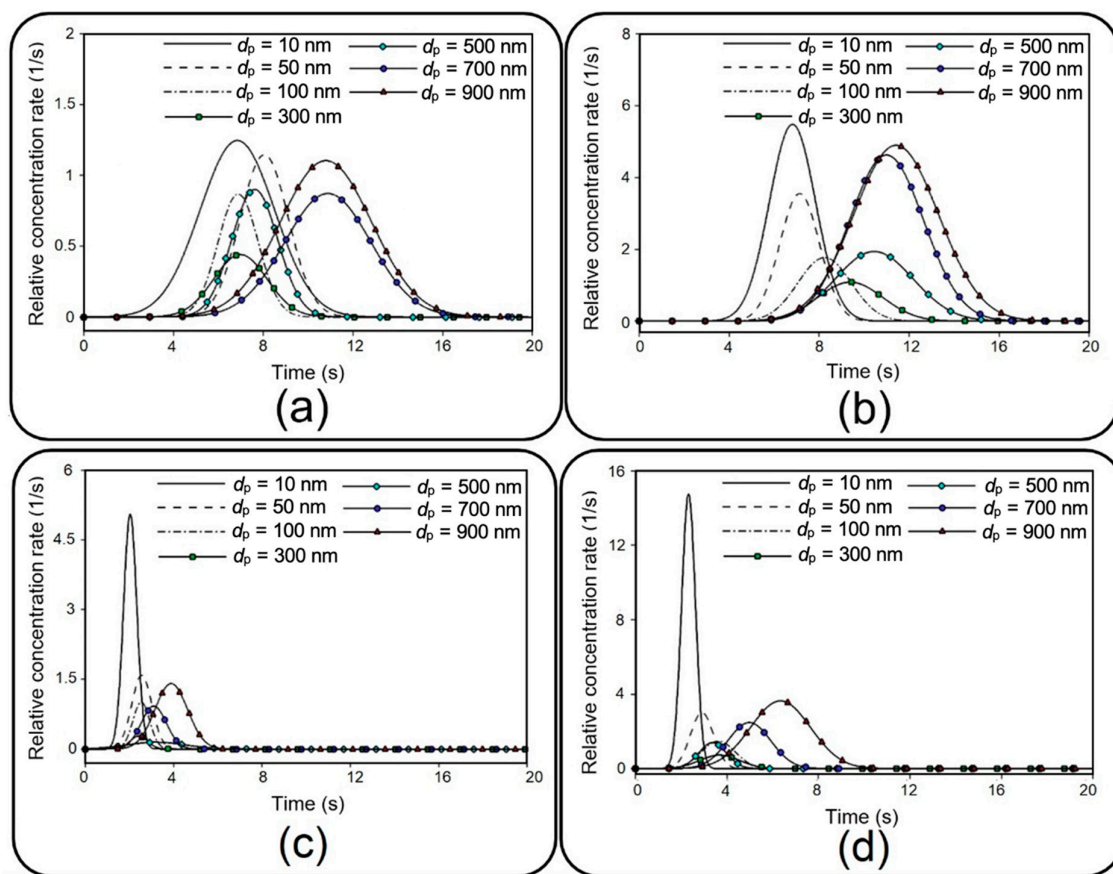 2
1.5
1
0.5
0
0 4 8 12 16 20
Relative concentration rate (1/s)
Time (s)
dp = 10 nm
dp = 50 nm
dp = 100 nm
dp = 300 nm
dp = 500 nm
dp = 700 nm
dp = 900 nm
(a)
8
6
4
2
0
0 4 8 12 16 20
Relative concentration rate (1/s)
Time (s)
dp = 10 nm
dp = 50 nm
dp = 100 nm
dp = 300 nm
dp = 500 nm
dp = 700 nm
dp = 900 nm
(b)
6
4.5
3
1.5
0
0 4 8 12 16 20
Relative concentration rate (1/s)
Time (s)
dp = 10 nm
dp = 50 nm
dp = 100 nm
dp = 300 nm
dp = 500 nm
dp = 700 nm
dp = 900 nm
(c)
16
12
8
4
0
0 4 8 12 16 20
Relative concentration rate (1/s)
Time (s)
dp = 10 nm
dp = 50 nm
dp = 100 nm
dp = 300 nm
dp = 500 nm
dp = 700 nm
dp = 900 nm
(d)